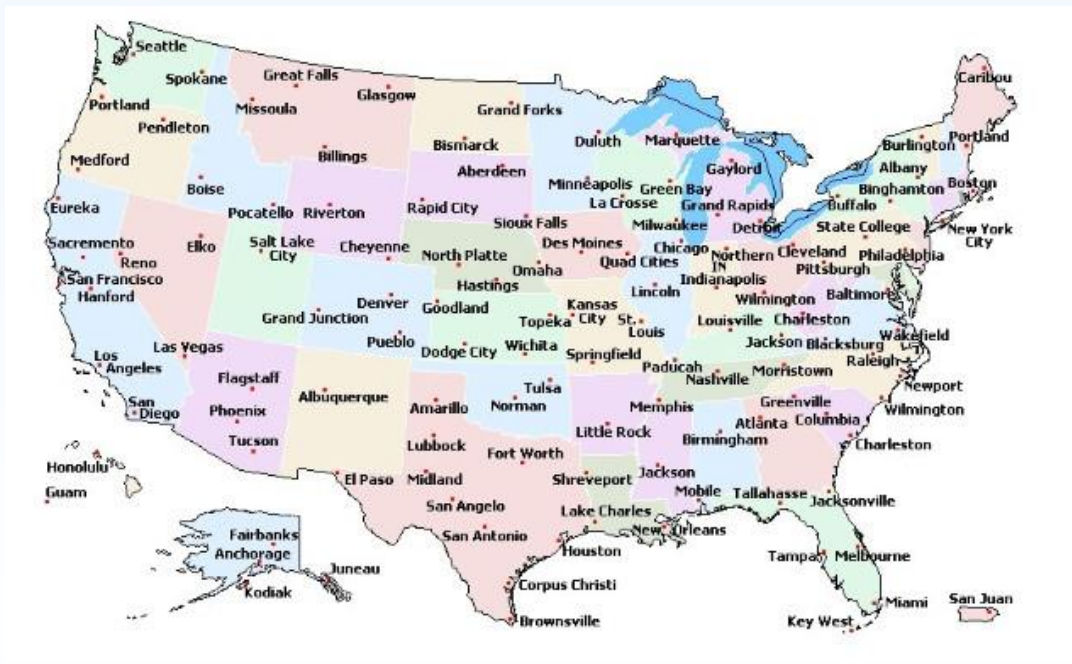 Seattle
Spokane
Great Falls
Glasgow
Grand Forks
Caribou
Portland
Missoula
Pendleton
Bismarck
Duluth
Marquette
Burlington
Portland
Medford
Billings
Aberdeen
Gaylord
Albany
Boise
Minneapolis
Green Bay
Binghamton
Boston
Eureka
Pocatello
Riverton
Rapid City
La Crosse
Grand Rapids
Buffalo
Sioux Falls
Milwaukee
Detroit
State College
New York
City
Sacremento
Elko
Salt Lake
City
Cheyenne
North Platte
Des Moines
Chicago
Northern
IN
Cleveland
Philadelphia
Reno
Omaha
Quad Cities
Pittsburgh
San Francisco
Hastings
Indianapolis
Hanford
Denver
Goodland
Kansas
City
Lincoln
Wilmington
Baltimore
Grand Junction
Topeka
St.
Louis
Louisville
Charleston
Las Vegas
Pueblo
Dodge City
Wichita
Springfield
Jackson
Blacksburg
Wakefield
Los
Angeles
Paducah
Nashville
Morristown
Raleigh
Flagstaff
Albuquerque
Tulsa
Newport
San
Diego
Phoenix
Amarillo
Norman
Memphis
Greenville
Atlanta
Columbia
Wilmington
Tucson
Lubbock
Little Rock
Birmingham
Charleston
Fort Worth
Honolulu
El Paso
Midland
Shreveport
Jackson
Guam
San Angelo
Mobile
Tallahasse
Jacksonville
Lake Charles
Fairbanks
San Antonio
New Orleans
Anchorage
Houston
Tampa
Melbourne
Juneau
Kodiak
Corpus Christi
Miami
San Juan
Brownsville
Key West